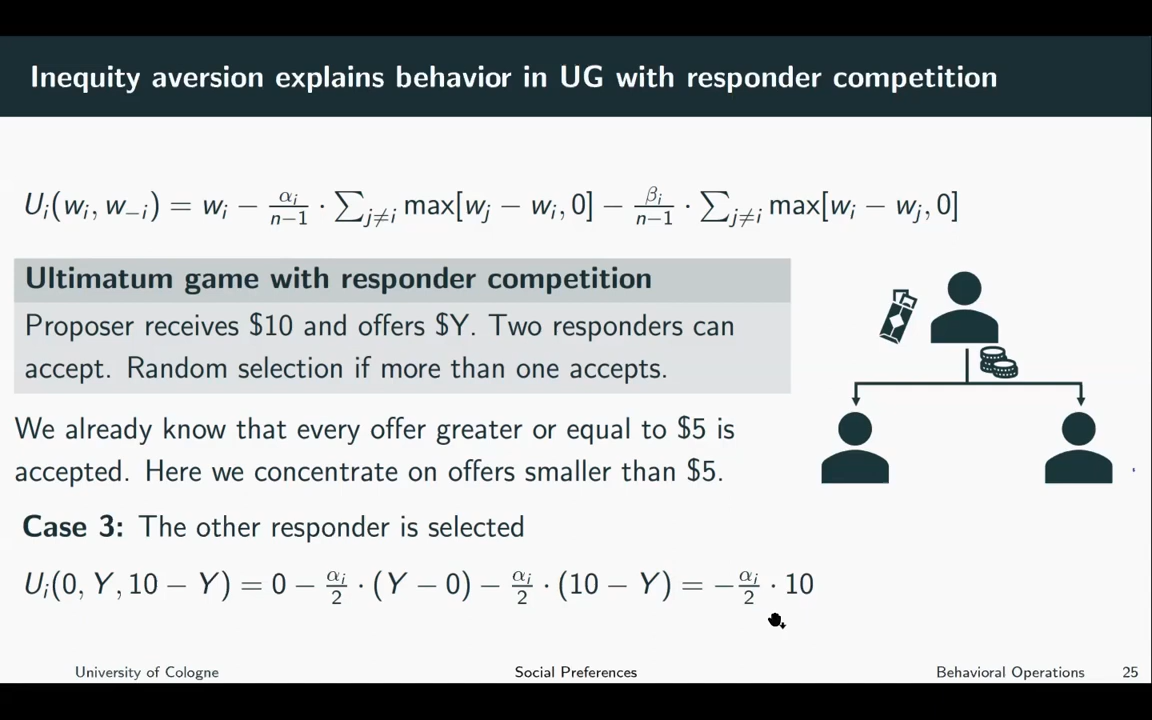 Inequity aversion explains behavior in UG with responder competition
Uᵢ(wᵢ, w₋ᵢ) = wᵢ − αᵢ/(n−1) · ∑ⱼ≠ᵢ max[wⱼ − wᵢ, 0] − βᵢ/(n−1) · ∑ⱼ≠ᵢ max[wᵢ − wⱼ, 0]
Ultimatum game with responder competition
Proposer receives $10 and offers $Y. Two responders can
accept. Random selection if more than one accepts.
We already know that every offer greater or equal to $5 is
accepted. Here we concentrate on offers smaller than $5.
Case 3: The other responder is selected
Uᵢ(0, Y, 10 − Y) = 0 − αᵢ/2 · (Y − 0) − αᵢ/2 · (10 − Y) = −αᵢ/2 · 10
University of Cologne Social Preferences Behavioral Operations 25